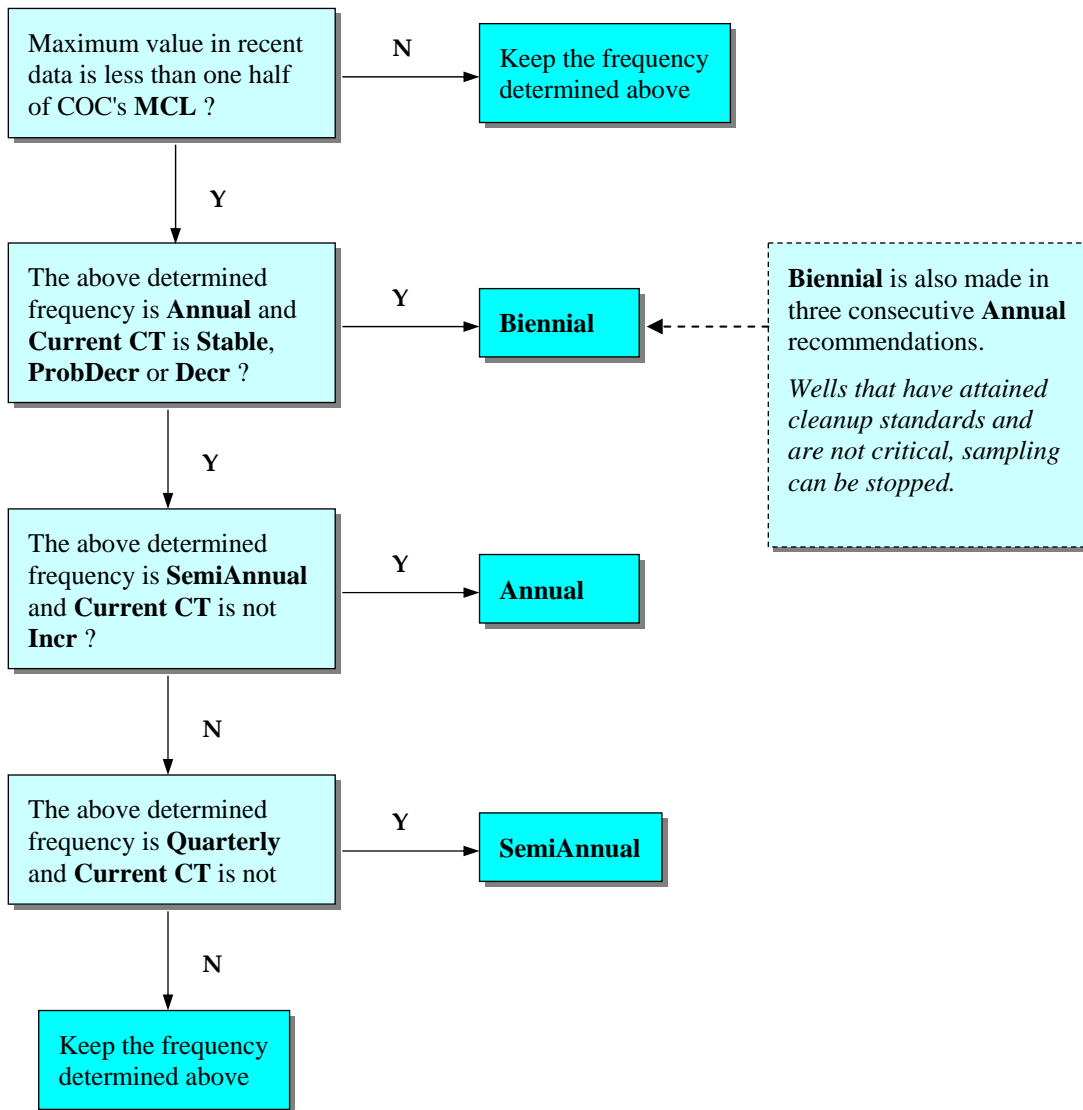 Maximum value in recent
data is less than one half
of COC's MCL ?
N
Keep the frequency
determined above
Y
The above determined
frequency is Annual and
Current CT is Stable,
ProbDecr or Decr ?
Y
Biennial
Biennial is also made in
three consecutive Annual
recommendations.
Wells that have attained
cleanup standards and
are not critical, sampling
can be stopped.
Y
The above determined
frequency is SemiAnnual
and Current CT is not
Incr ?
Y
Annual
N
The above determined
frequency is Quarterly
and Current CT is not
Y
SemiAnnual
N
Keep the frequency
determined above